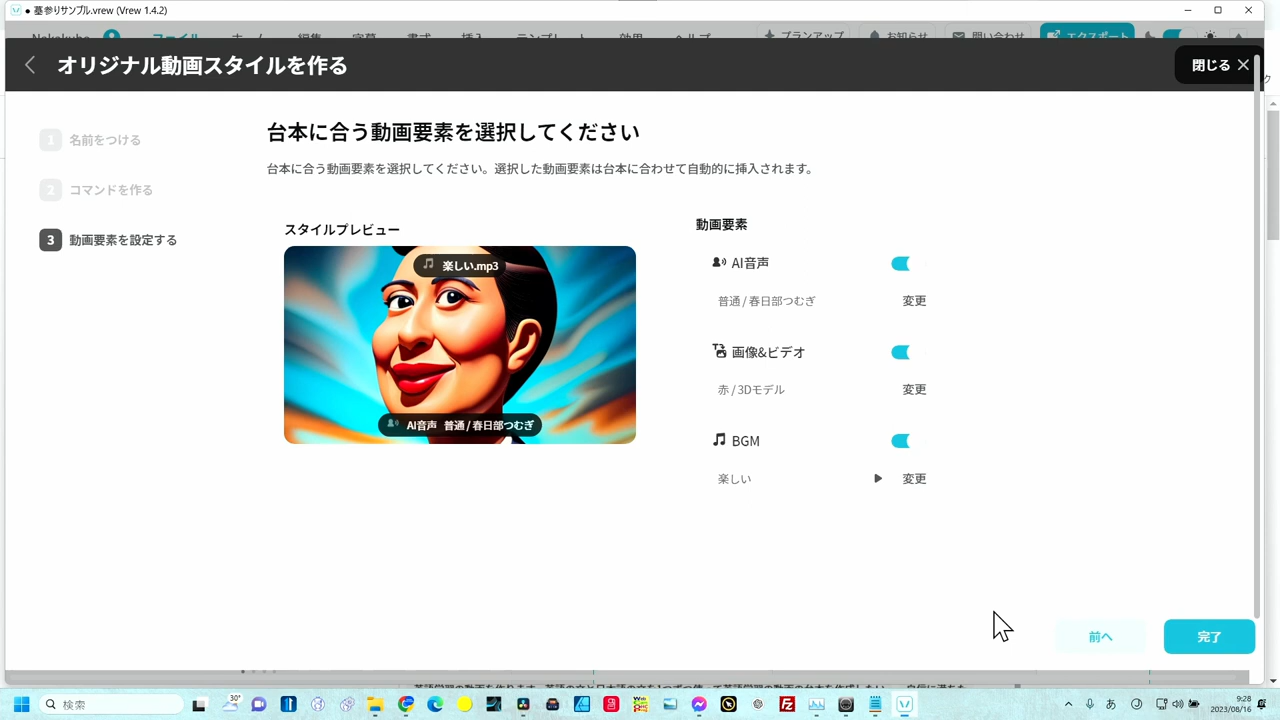 墓参りサンプル.vrew (Vrew 1.4.2)
オリジナル動画スタイルを作る
閉じる
1 名前をつける
2 コマンドを作る
3 動画要素を設定する
台本に合う動画要素を選択してください
台本に合う動画要素を選択してください。選択した動画要素は台本に合わせて自動的に挿入されます。
スタイルプレビュー
楽しい.mp3
AI音声 普通 / 春日部つむぎ
動画要素
AI音声
普通 / 春日部つむぎ
変更
画像&ビデオ
赤 / 3Dモデル
変更
BGM
楽しい
変更
前へ
完了
検索
30°
あ
9:28
2023/08/16